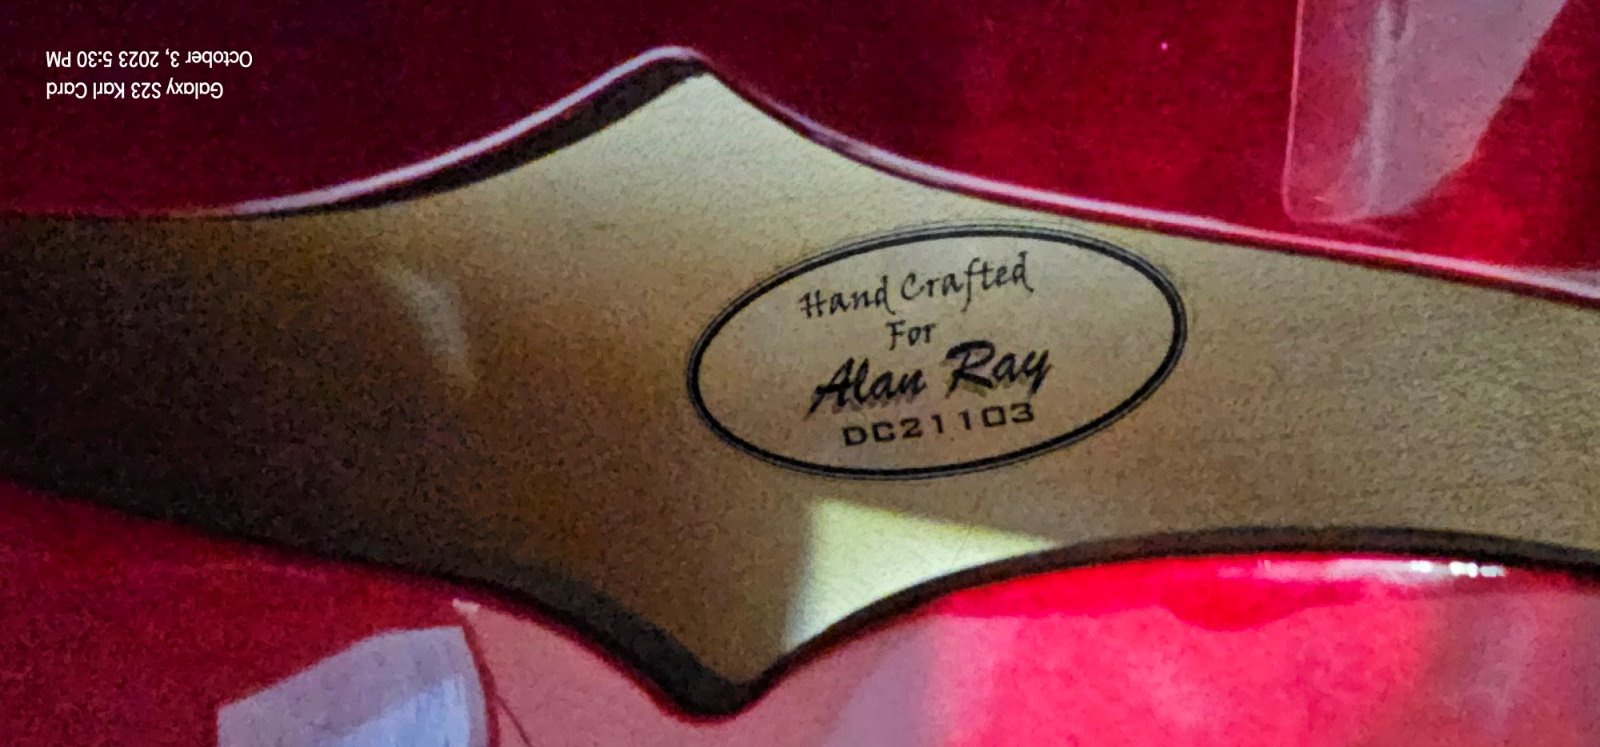 Hand Crafted
For
Alan Ray
DC21103
Galaxy S23 Karl Card
October 3, 2023 5:30 PM